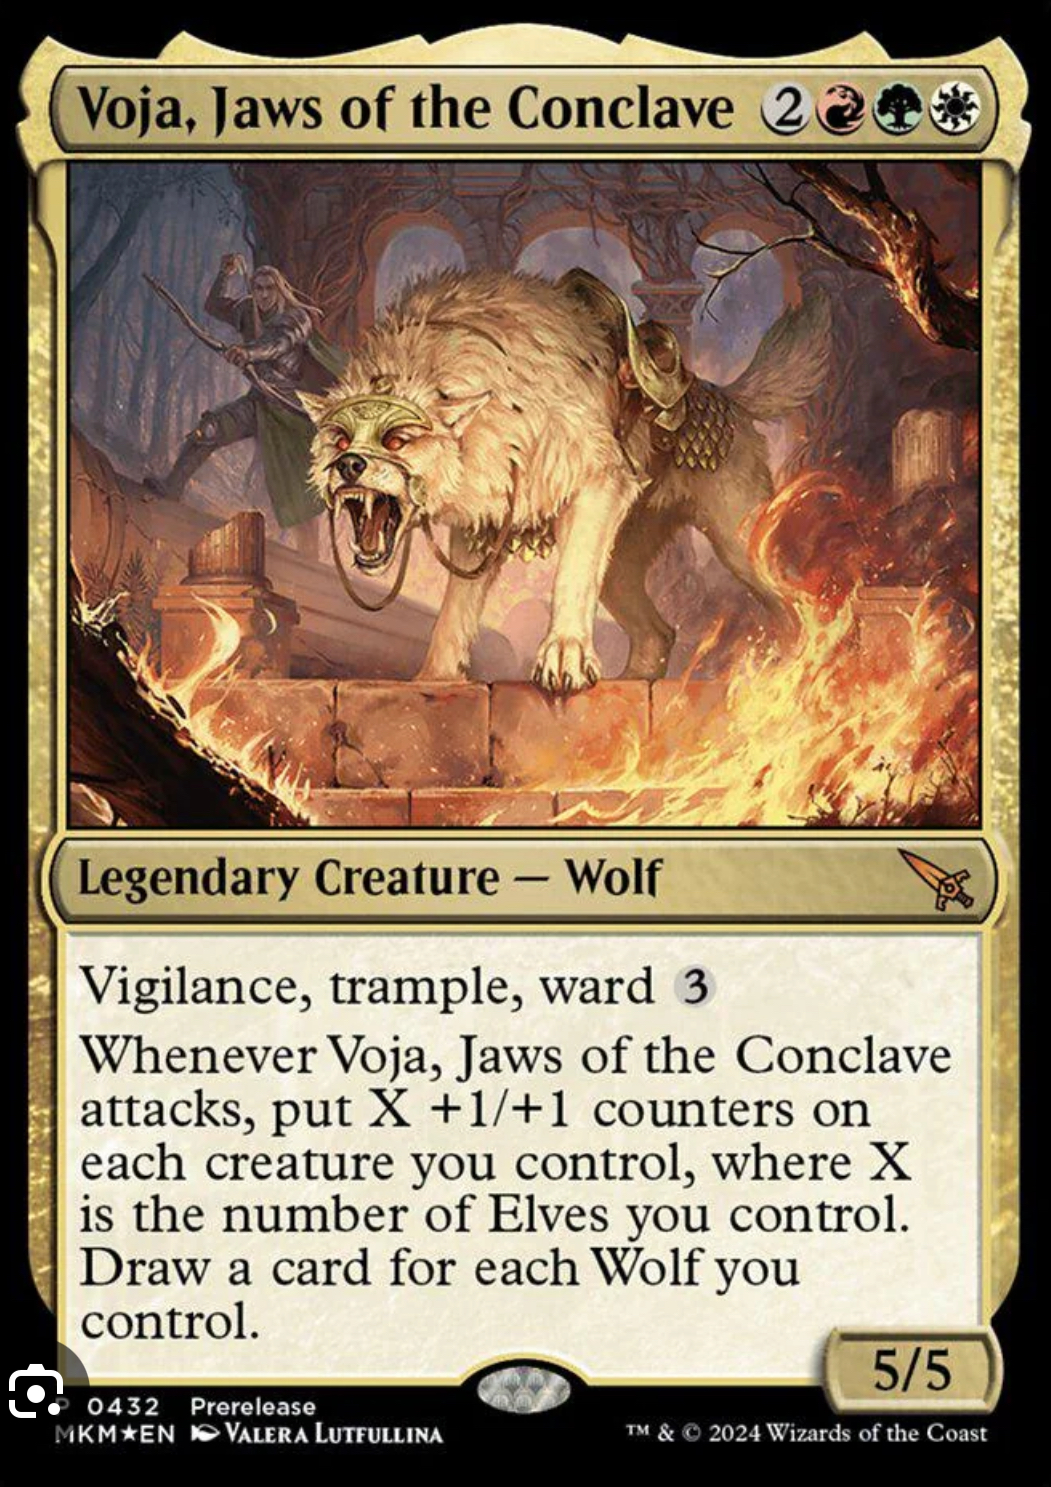 Voja, Jaws of the Conclave 2
Legendary Creature — Wolf
Vigilance, trample, ward 3
Whenever Voja, Jaws of the Conclave
attacks, put X +1/+1 counters on
each creature you control, where X
is the number of Elves you control.
Draw a card for each Wolf you
control.
5/5
P 0432 Prerelease
MKM★EN VALERA LUTFULLINA
™ & © 2024 Wizards of the Coast